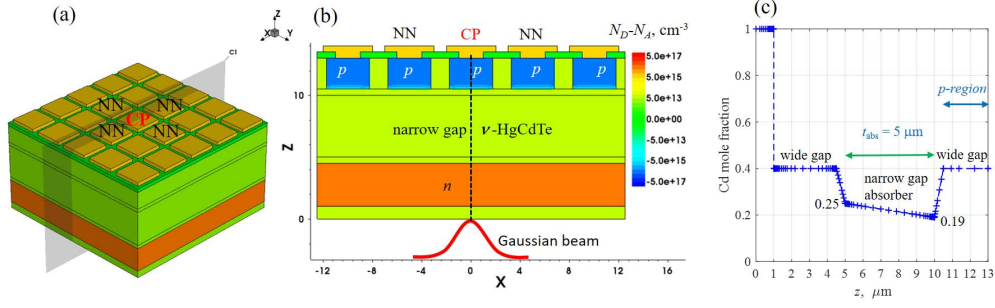 (a)
Z
X Y
C1
NN
NN CP NN
NN
(b)
NN CP NN
N_D-N_A, cm⁻³
p p p p p
5.0e+17
5.0e+15
5.0e+13
0.0e+00
-5.0e+13
-5.0e+15
-5.0e+17
10
Z
narrow gap ν-HgCdTe
n
0
Gaussian beam
-12 -8 -4 0 4 8 12 16
X
(c)
Cd mole fraction
1
0.8
0.6
0.4
0.2
0
p-region
t_abs = 5 μm
wide gap
wide gap
narrow gap
absorber
0.25
0.19
0 1 2 3 4 5 6 7 8 9 10 11 12 13
z, μm